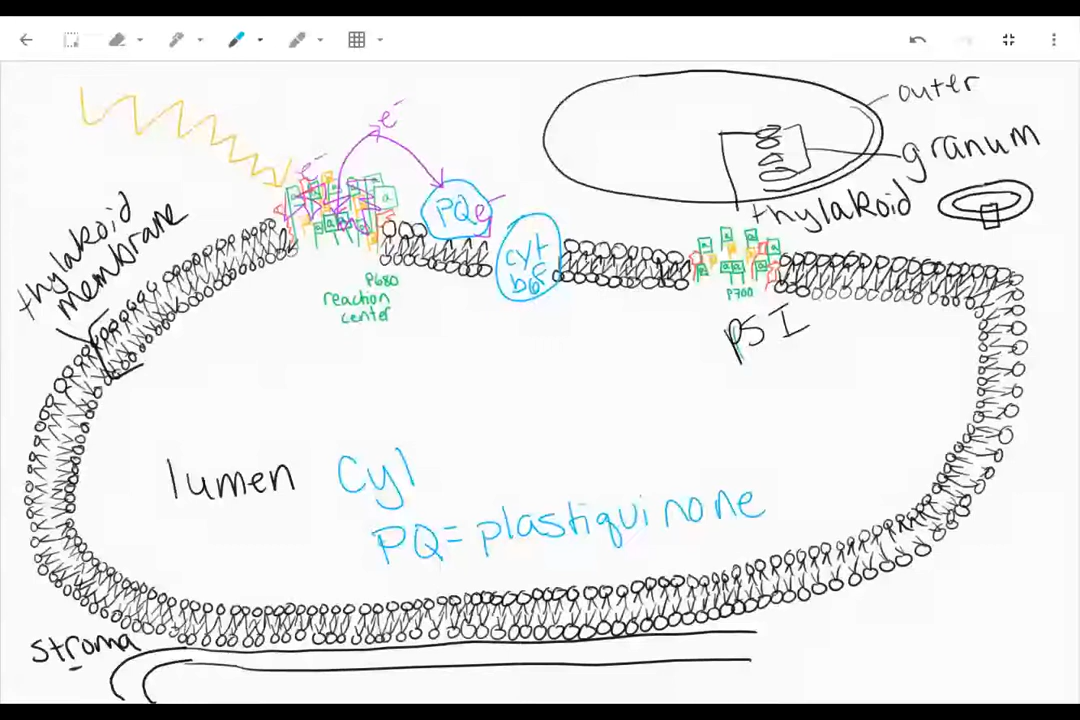 outer
granum
thylakoid
e-
e-
PQ e-
cyt
b6f
thylakoid
membrane
P680
reaction
center
P700
PS I
lumen
Cyl
PQ = plastiquinone
stroma
a
a
a
a
a
a
a
a